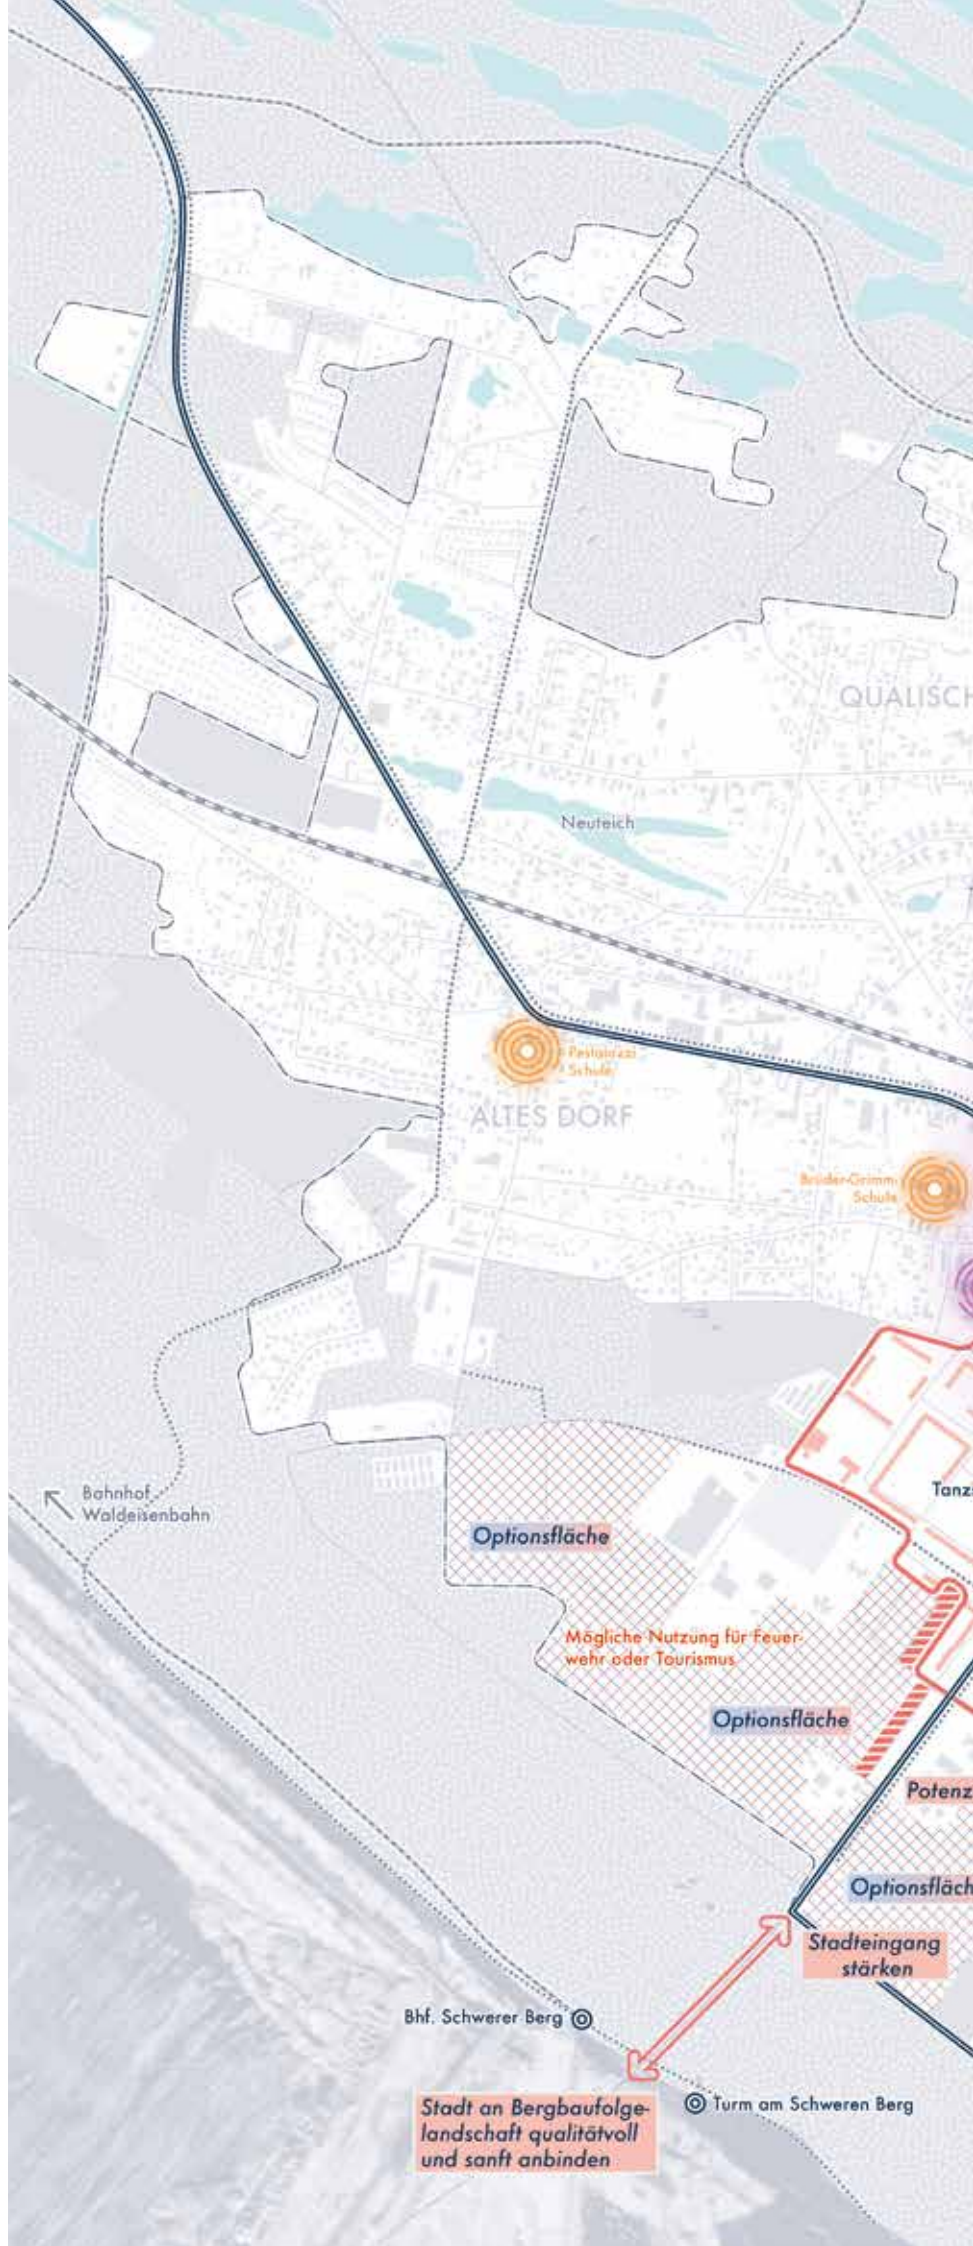 QUALISCH
Neuteich
Pestalozzi
Schule
ALTES DORF
Brüder-Grimm-
Schule
Tanz
Bahnhof
Waldeisenbahn
Optionsfläche
Mögliche Nutzung für Feuer-
wehr oder Tourismus
Optionsfläche
Potenz
Optionsfläch
Stadteingang
stärken
Bhf. Schwerer Berg
Turm am Schweren Berg
Stadt an Bergbaufolge-
landschaft qualitätvoll
und sanft anbinden